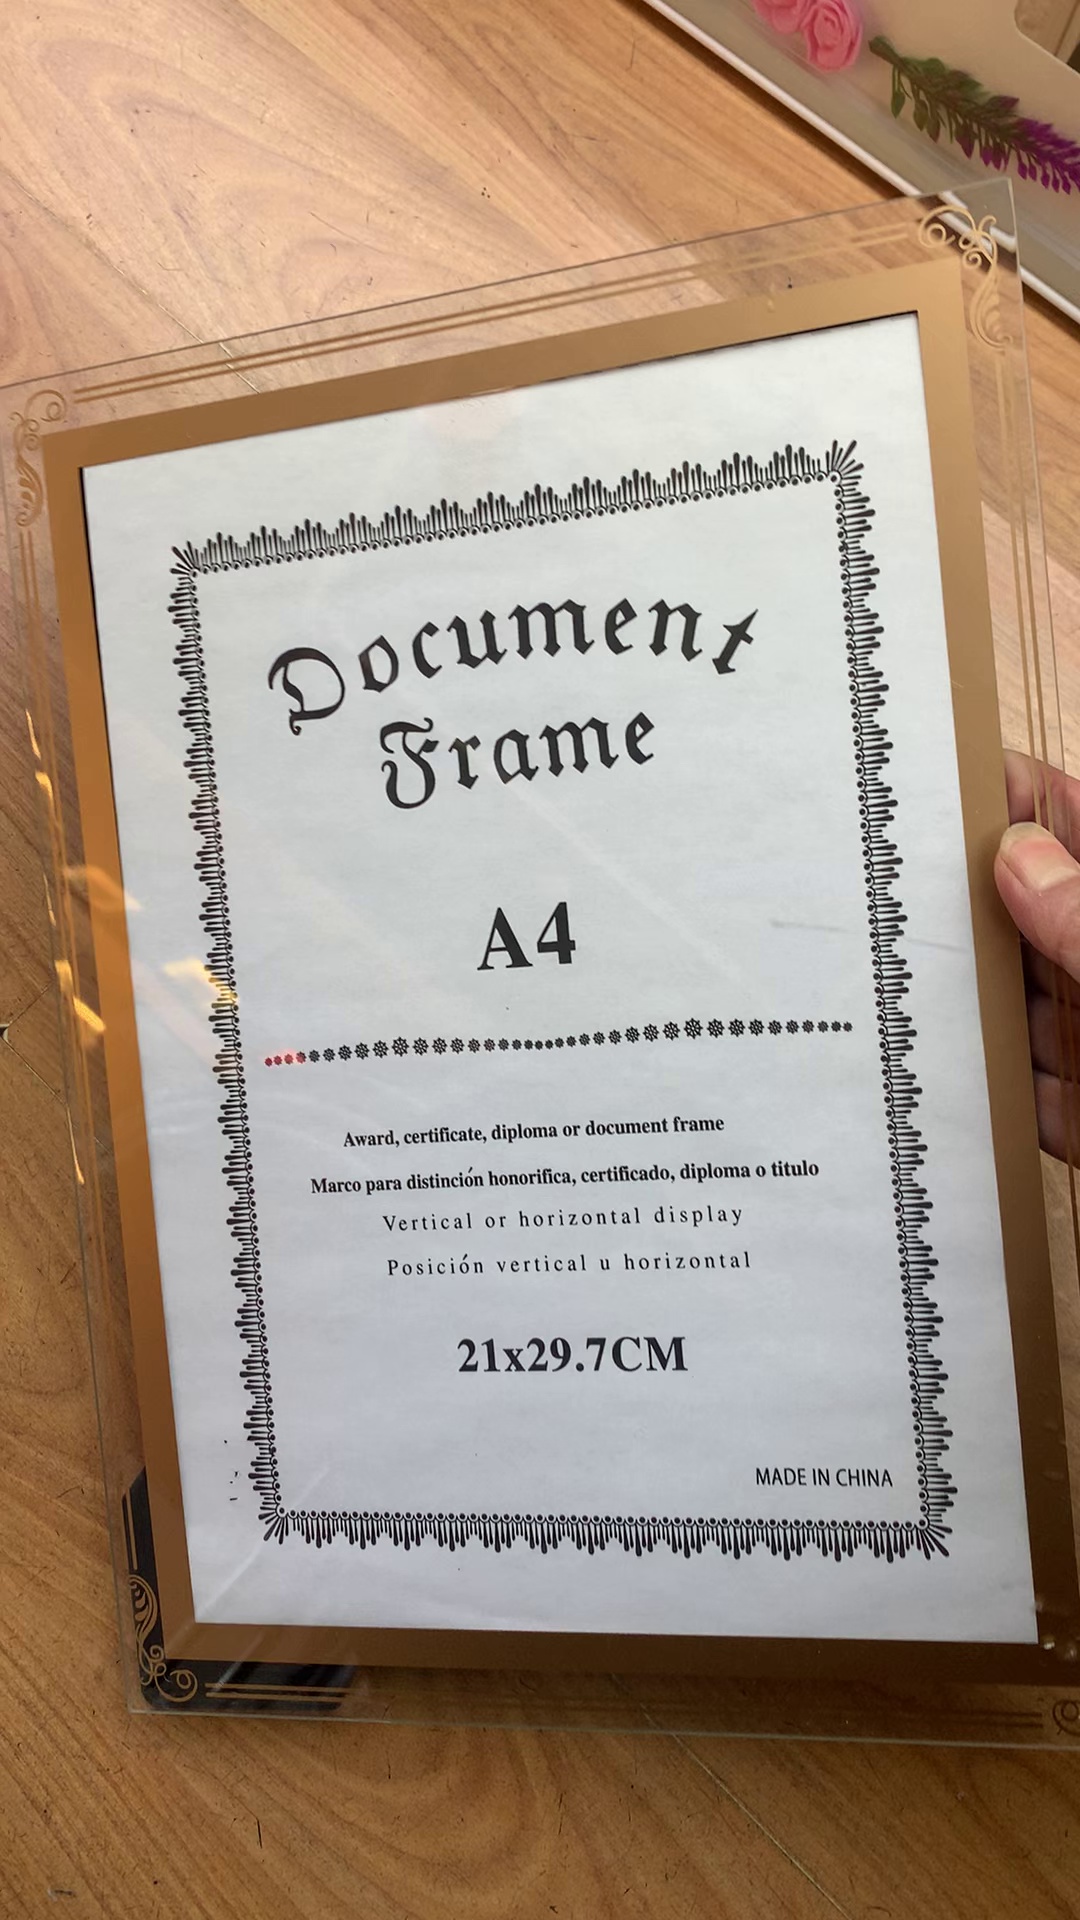 Document
Frame
A4
Award, certificate, diploma or document frame
Marco para distinción honorifica, certificado, diploma o titulo
Vertical or horizontal display
Posición vertical u horizontal
21x29.7CM
MADE IN CHINA